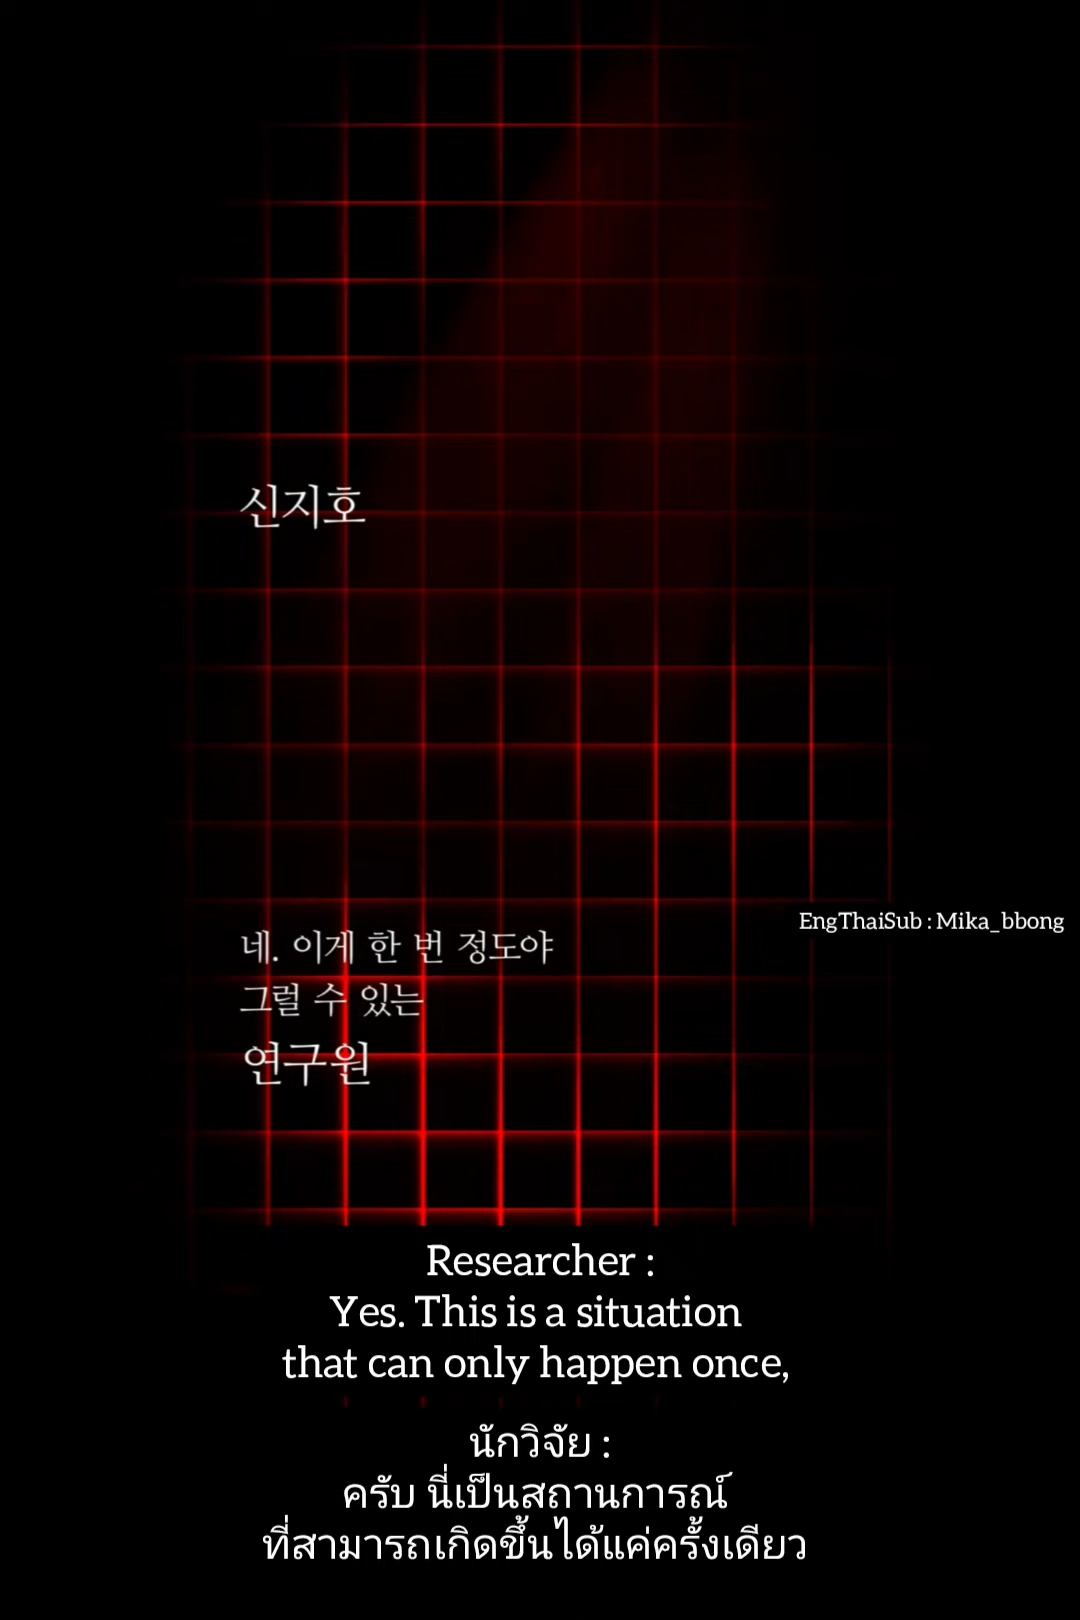 신지호
EngThaiSub : Mika_bbong
네. 이게 한 번 정도야
그럴 수 있는
연구원
Researcher :
Yes. This is a situation
that can only happen once,
นักวิจัย :
ครับ นี่เป็นสถานการณ์
ที่สามารถเกิดขึ้นได้แค่ครั้งเดียว